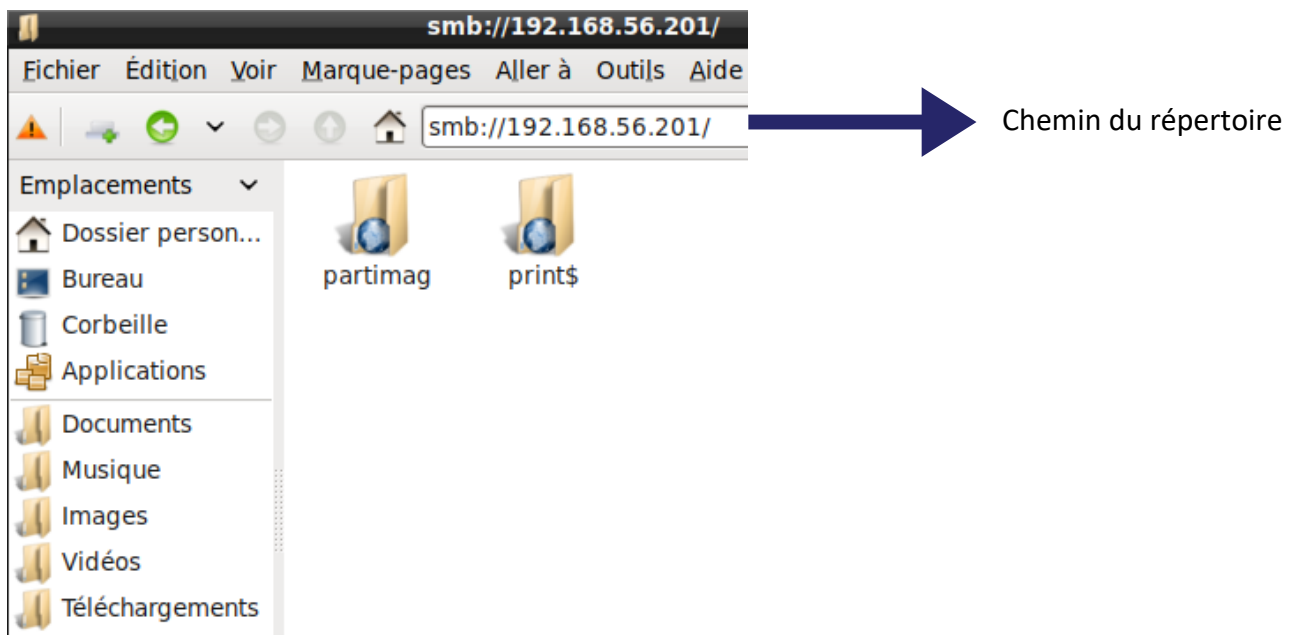 smb://192.168.56.201/
Fichier Édition Voir Marque-pages Aller à Outils Aide
smb://192.168.56.201/
Chemin du répertoire
Emplacements
Dossier person...
Bureau
Corbeille
Applications
Documents
Musique
Images
Vidéos
Téléchargements
partimag
print$